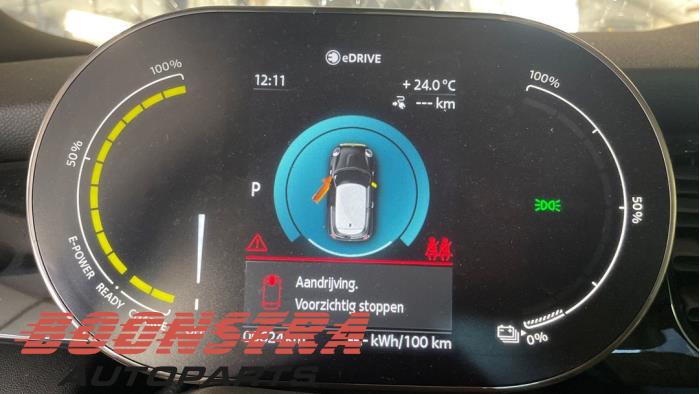 eDRIVE
12:11
+ 24.0 °C
--- km
100%
50%
E-POWER READY
P
100%
50%
0%
Aandrijving.
Voorzichtig stoppen
--- kWh/100 km
BOONSTRA
AUTOPARTS